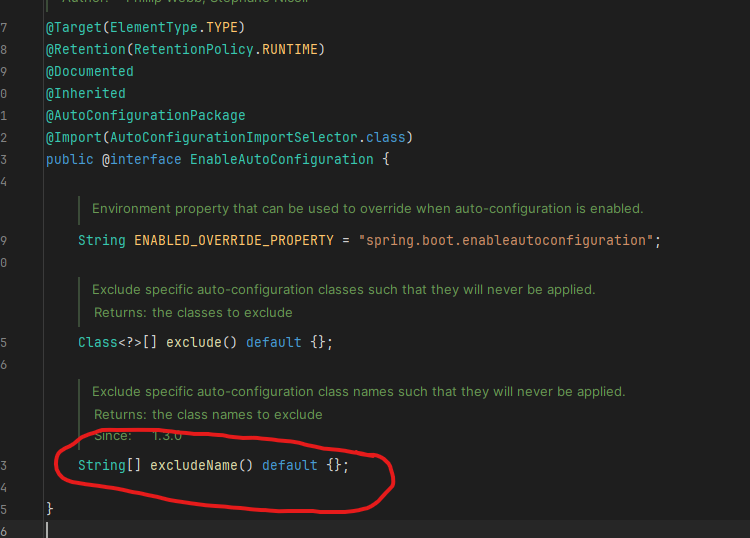 7 @Target(ElementType.TYPE)
8 @Retention(RetentionPolicy.RUNTIME)
9 @Documented
0 @Inherited
1 @AutoConfigurationPackage
2 @Import(AutoConfigurationImportSelector.class)
3 public @interface EnableAutoConfiguration {
4
Environment property that can be used to override when auto-configuration is enabled.
9 String ENABLED_OVERRIDE_PROPERTY = "spring.boot.enableautoconfiguration";
0
Exclude specific auto-configuration classes such that they will never be applied.
Returns: the classes to exclude
5 Class<?>[] exclude() default {};
6
Exclude specific auto-configuration class names such that they will never be applied.
Returns: the class names to exclude
Since: 1.3.0
3 String[] excludeName() default {};
4
5 }
6